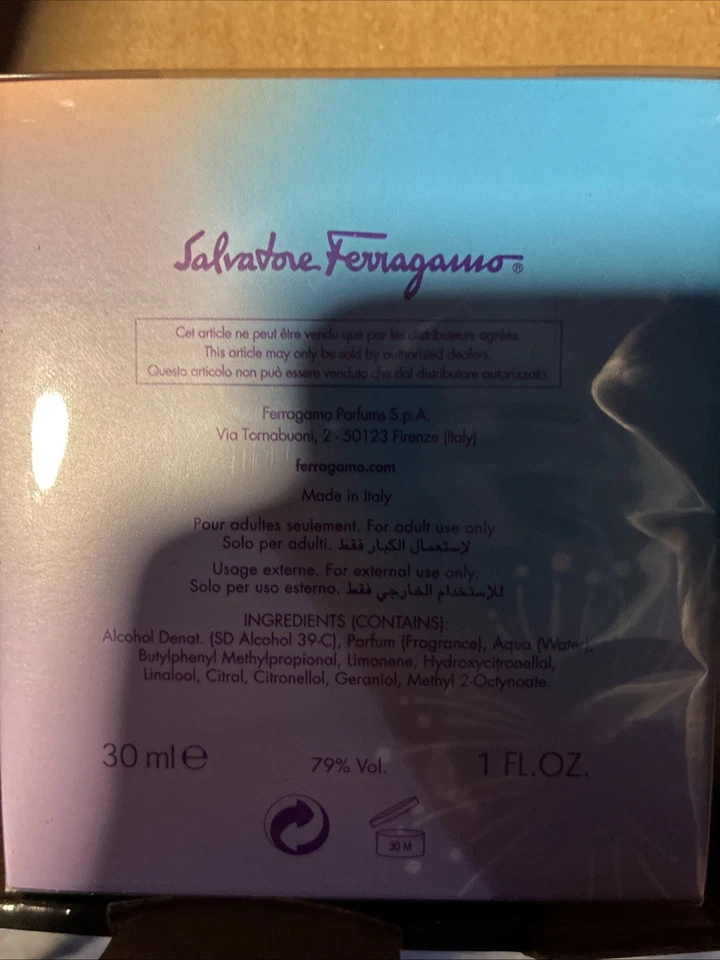 Salvatore Ferragamo®
Cet article ne peut être vendu que par les distributeurs agréés.
This article may only be sold by authorized dealers.
Questo articolo non può essere venduto che dal distributore autorizzato.
Ferragamo Parfums S.p.A.
Via Tornabuoni, 2 - 50123 Firenze (Italy)
ferragamo.com
Made in Italy
Pour adultes seulement. For adult use only.
Solo per adulti. لإستعمال الكبار فقط
Usage externe. For external use only.
Solo per uso esterno. للإستخدام الخارجي فقط
INGREDIENTS (CONTAINS):
Alcohol Denat. (SD Alcohol 39-C), Parfum (Fragrance), Aqua (Water),
Butylphenyl Methylpropional, Limonene, Hydroxycitronellal,
Linalool, Citral, Citronellol, Geraniol, Methyl 2-Octynoate.
30 ml e 79% Vol. 1 FL.OZ.
30 M